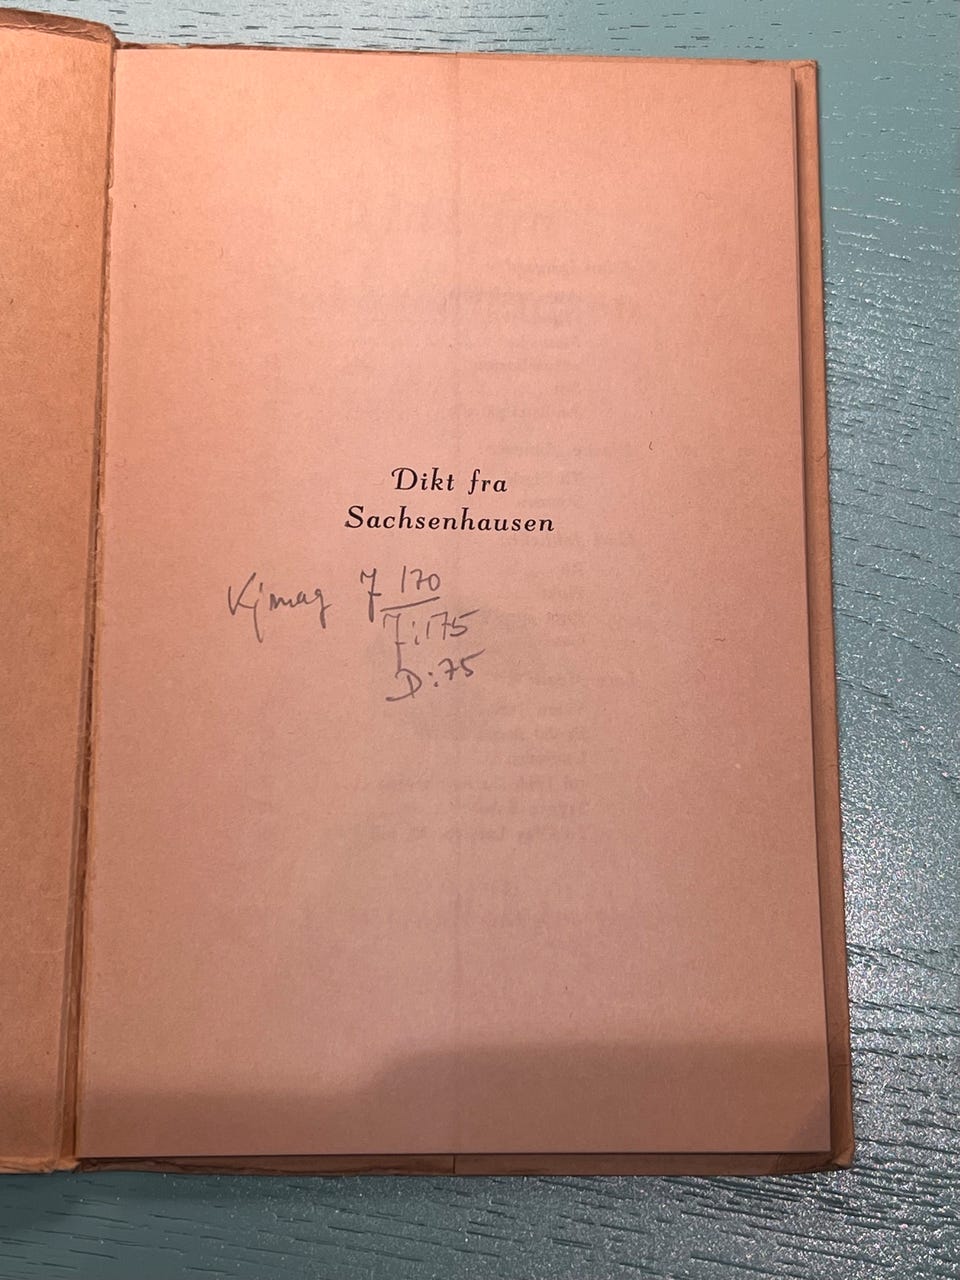 Dikt fra
Sachsenhausen
Kjmag 7 170
7:175
D:75